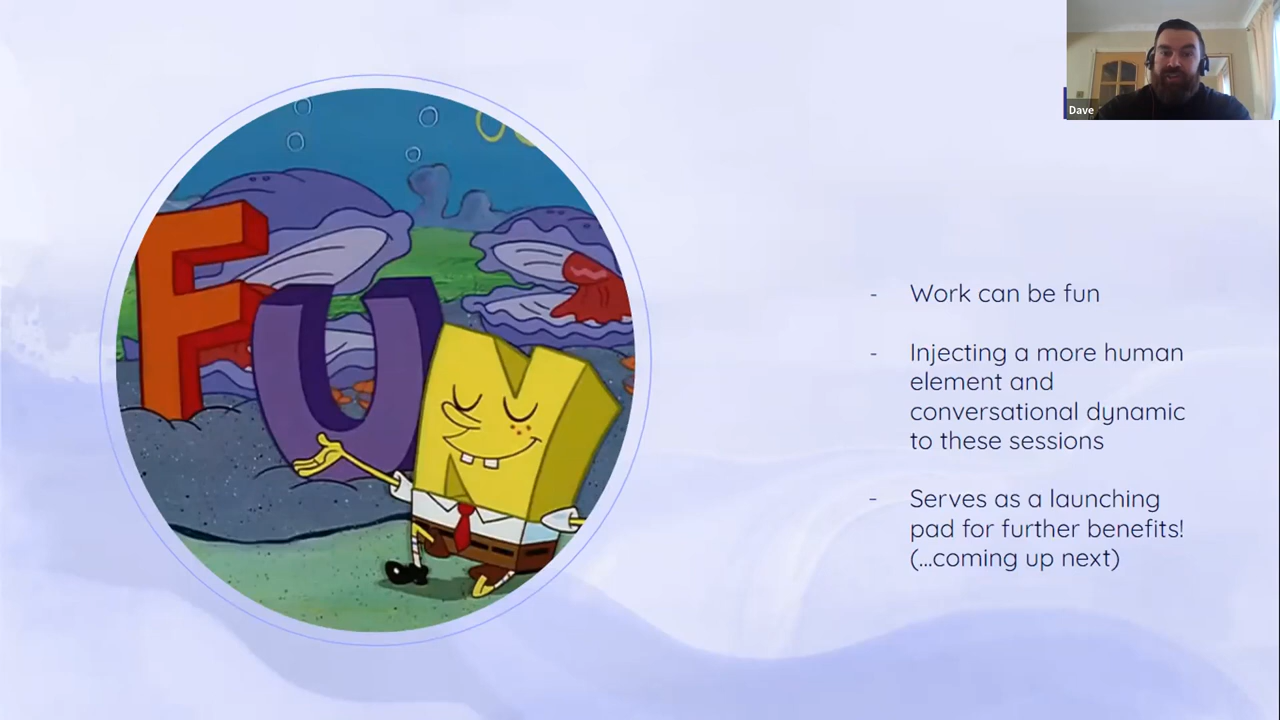 Dave
FU
- Work can be fun
- Injecting a more human
element and
conversational dynamic
to these sessions
- Serves as a launching
pad for further benefits!
(...coming up next)